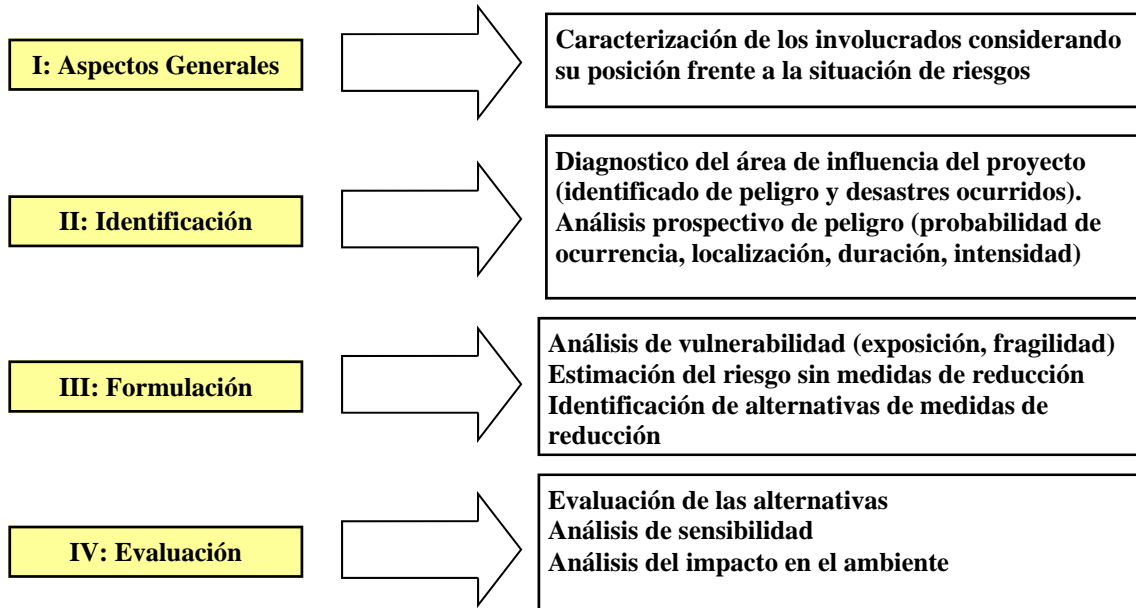 I: Aspectos Generales
Caracterización de los involucrados considerando
su posición frente a la situación de riesgos
II: Identificación
Diagnostico del área de influencia del proyecto
(identificado de peligro y desastres ocurridos).
Análisis prospectivo de peligro (probabilidad de
ocurrencia, localización, duración, intensidad)
III: Formulación
Análisis de vulnerabilidad (exposición, fragilidad)
Estimación del riesgo sin medidas de reducción
Identificación de alternativas de medidas de
reducción
IV: Evaluación
Evaluación de las alternativas
Análisis de sensibilidad
Análisis del impacto en el ambiente